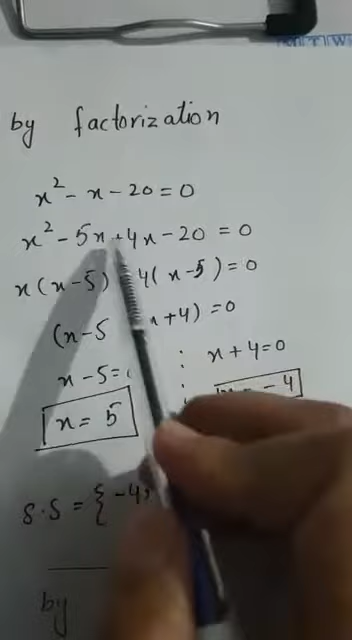 by factorization
x² - x - 20 = 0
x² - 5x + 4x - 20 = 0
x(x-5) 4(x-5) = 0
(x-5 x+4) = 0
x - 5 = : x + 4 = 0
x = 5 : - 4
S.S = { -4,
by